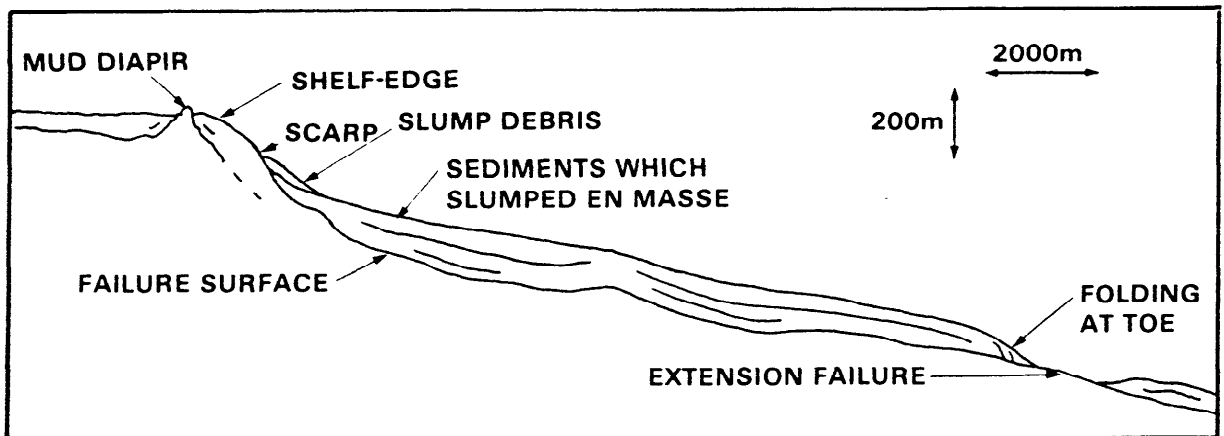 MUD DIAPIR
SHELF-EDGE
SCARP
SLUMP DEBRIS
SEDIMENTS WHICH
SLUMPED EN MASSE
2000m
200m
FAILURE SURFACE
FOLDING
AT TOE
EXTENSION FAILURE